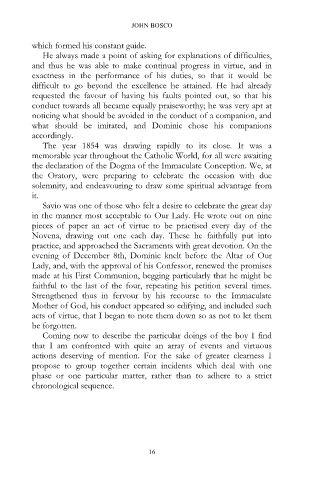 JOHN BOSCO
which formed his constant guide.
He always made a point of asking for explanations of difficulties,
and thus he was able to make continual progress in virtue, and in
exactness in the performance of his duties, so that it would be
difficult to go beyond the excellence he attained. He had already
requested the favour of having his faults pointed out, so that his
conduct towards all became equally praiseworthy; he was very apt at
noticing what should be avoided in the conduct of a companion, and
what should be imitated, and Dominic chose his companions
accordingly.
The year 1854 was drawing rapidly to its close. It was a
memorable year throughout the Catholic World, for all were awaiting
the declaration of the Dogma of the Immaculate Conception. We, at
the Oratory, were preparing to celebrate the occasion with due
solemnity, and endeavouring to draw some spiritual advantage from
it.
Savio was one of those who felt a desire to celebrate the great day
in the manner most acceptable to Our Lady. He wrote out on nine
pieces of paper an act of virtue to be practised every day of the
Novena, drawing out one each day. These he faithfully put into
practice, and approached the Sacraments with great devotion. On the
evening of December 8th, Dominic knelt before the Altar of Our
Lady, and, with the approval of his Confessor, renewed the promises
made at his First Communion, begging particularly that he might be
faithful to the last of the four, repeating his petition several times.
Strengthened thus in fervour by his recourse to the Immaculate
Mother of God, his conduct appeared so edifying, and included such
acts of virtue, that I began to note them down so as not to let them
be forgotten.
Coming now to describe the particular doings of the boy I find
that I am confronted with quite an array of events and virtuous
actions deserving of mention. For the sake of greater clearness 1
propose to group together certain incidents which deal with one
phase or one particular matter, rather than to adhere to a strict
chronological sequence.
16